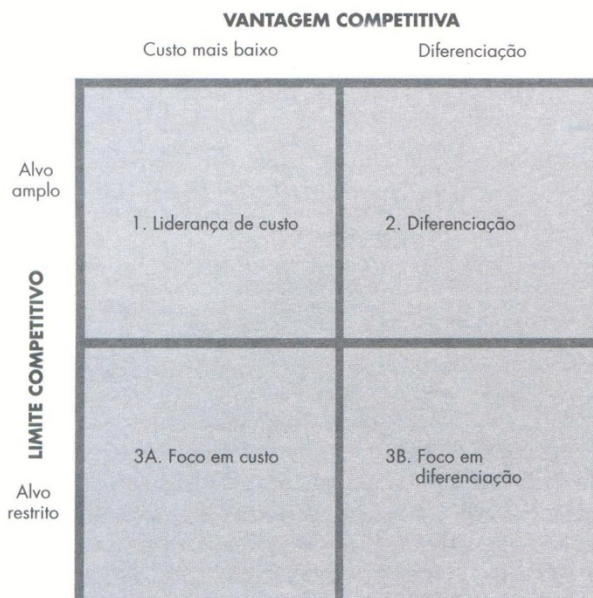 VANTAGEM COMPETITIVA
Custo mais baixo
Diferenciação
Alvo
amplo
1. Liderança de custo
2. Diferenciação
LIMITE COMPETITIVO
3A. Foco em custo
3B. Foco em
diferenciação
Alvo
restrito